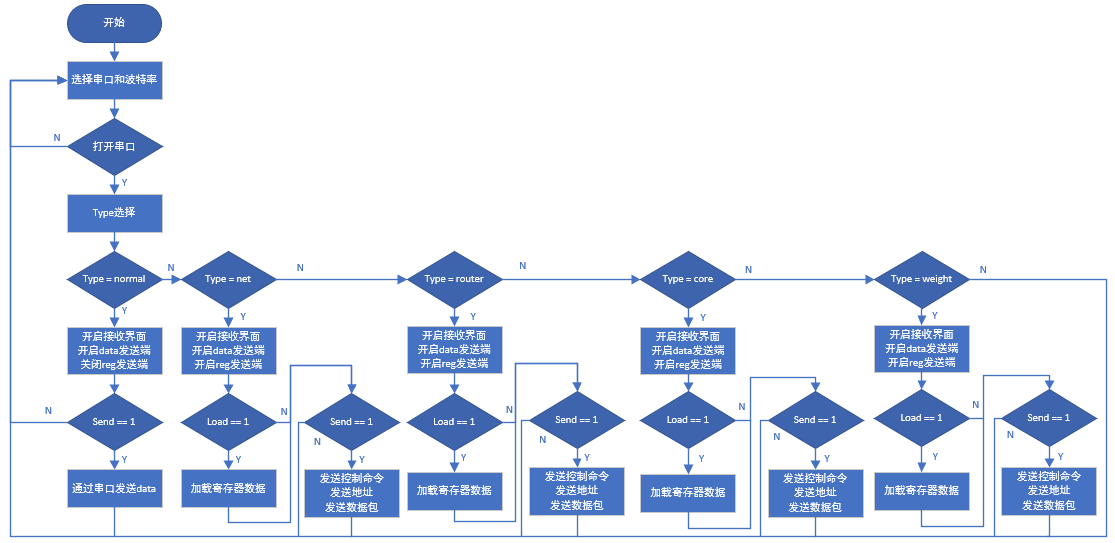 开始
选择串口和波特率
N
打开串口
Y
Type选择
Type = normal
N
Type = net
N
Type = router
N
Type = core
N
Type = weight
N
Y
Y
Y
Y
Y
开启接收界面
开启data发送端
关闭reg发送端
开启接收界面
开启data发送端
开启reg发送端
开启接收界面
开启data发送端
开启reg发送端
开启接收界面
开启data发送端
开启reg发送端
开启接收界面
开启data发送端
开启reg发送端
N
Send == 1
Load == 1
N
Send == 1
N
Load == 1
N
Send == 1
N
Load == 1
N
Send == 1
N
Load == 1
N
Send == 1
N
Y
Y
Y
Y
Y
Y
Y
Y
Y
通过串口发送data
加载寄存器数据
发送控制命令
发送地址
发送数据包
加载寄存器数据
发送控制命令
发送地址
发送数据包
加载寄存器数据
发送控制命令
发送地址
发送数据包
加载寄存器数据
发送控制命令
发送地址
发送数据包